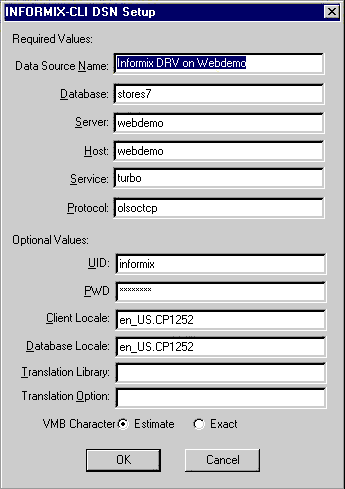 INFORMIX-CLI DSN Setup
Required Values:
Data Source Name: Informix DRV on Webdemo
Database: stores7
Server: webdemo
Host: webdemo
Service: turbo
Protocol: olsoctcp
Optional Values:
UID: informix
PWD ********
Client Locale: en_US.CP1252
Database Locale: en_US.CP1252
Translation Library:
Translation Option:
VMB Character Estimate Exact
OK Cancel